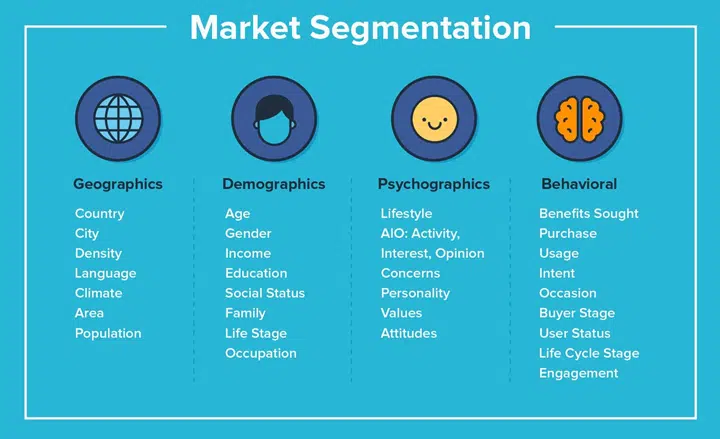 Market Segmentation
Geographics
Country
City
Density
Language
Climate
Area
Population
Demographics
Age
Gender
Income
Education
Social Status
Family
Life Stage
Occupation
Psychographics
Lifestyle
AIO: Activity,
Interest, Opinion
Concerns
Personality
Values
Attitudes
Behavioral
Benefits Sought
Purchase
Usage
Intent
Occasion
Buyer Stage
User Status
Life Cycle Stage
Engagement